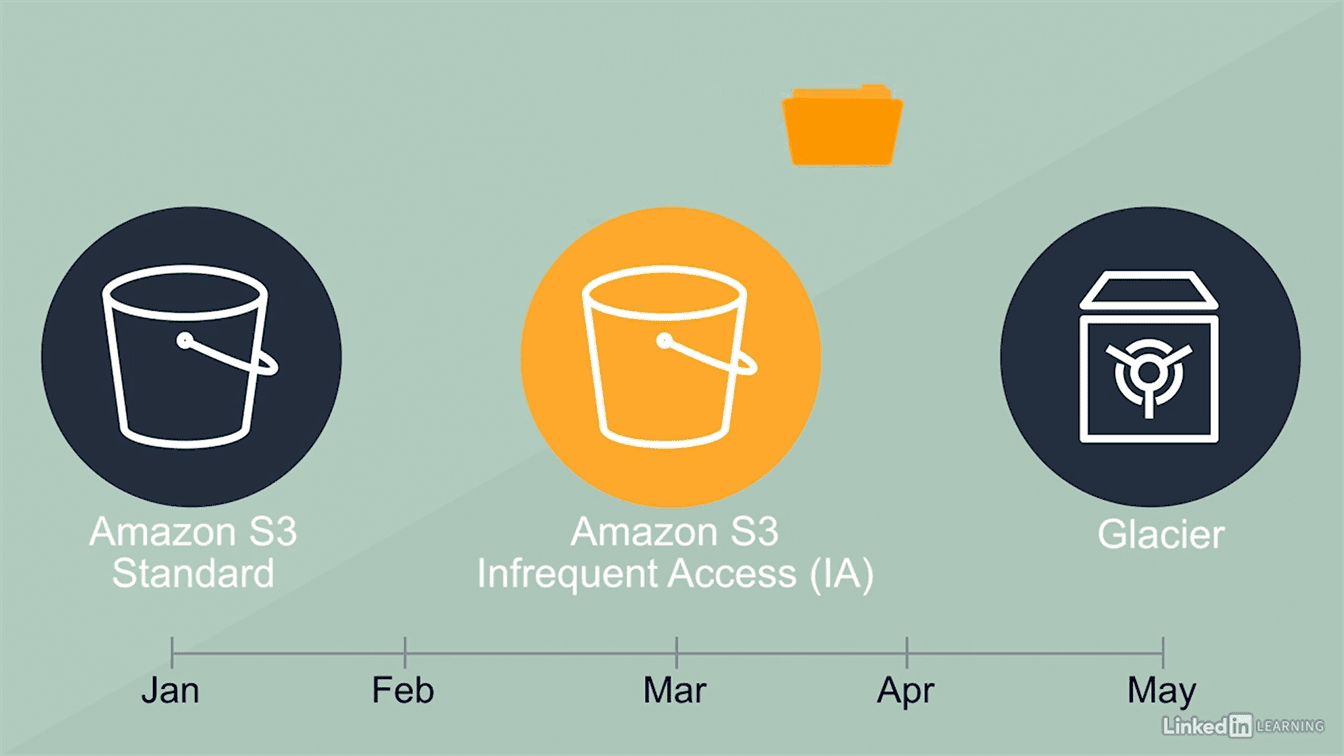 Amazon S3
Standard
Amazon S3
Infrequent Access (IA)
Glacier
Jan Feb Mar Apr May
LinkedIn LEARNING